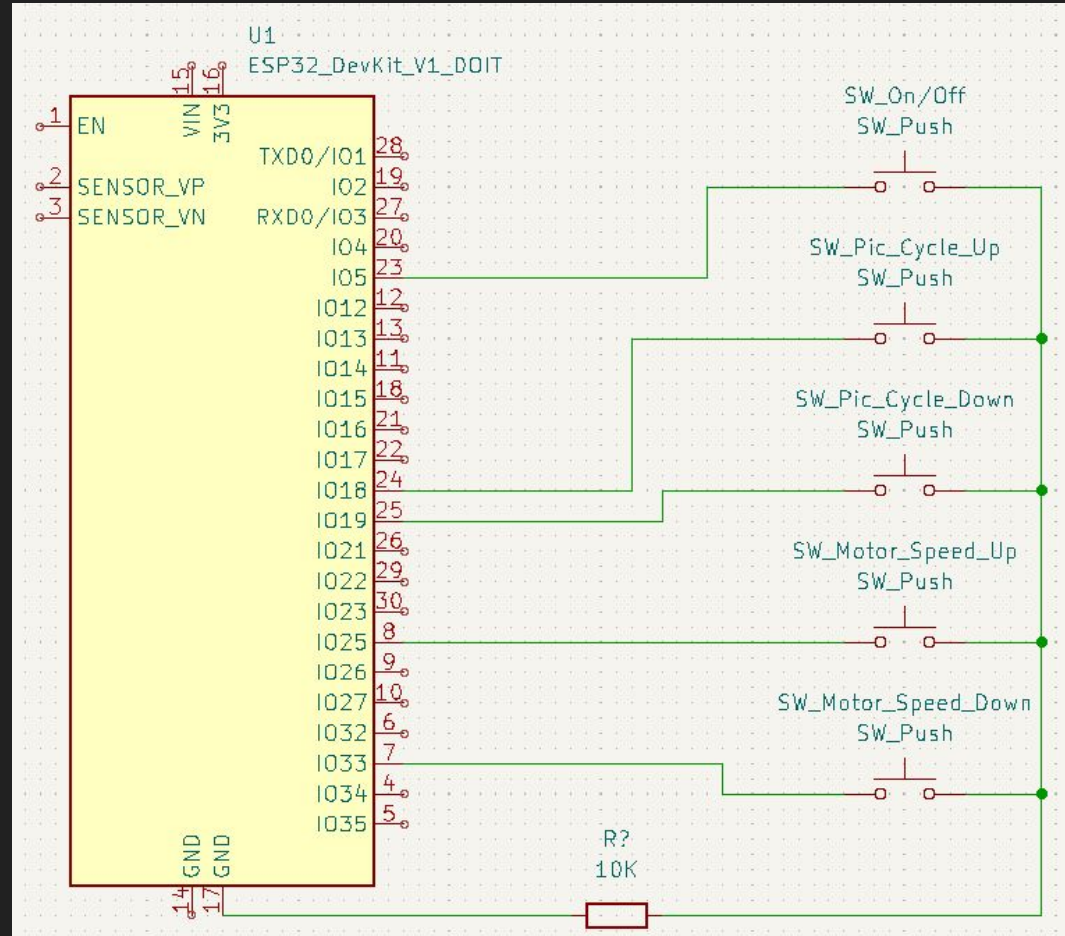 U1
ESP32_DevKit_V1_DOIT
15
16
1
EN
VIN
3V3
2
SENSOR_VP
3
SENSOR_VN
TXD0/IO1
28
IO2
19
RXD0/IO3
27
IO4
20
IO5
23
IO12
12
IO13
13
IO14
11
IO15
18
IO16
21
IO17
22
IO18
24
IO19
25
IO21
26
IO22
29
IO23
30
IO25
8
IO26
9
IO27
10
IO32
6
IO33
7
IO34
4
IO35
5
GND
GND
14
17
SW_On/Off
SW_Push
SW_Pic_Cycle_Up
SW_Push
SW_Pic_Cycle_Down
SW_Push
SW_Motor_Speed_Up
SW_Push
SW_Motor_Speed_Down
SW_Push
R?
10K